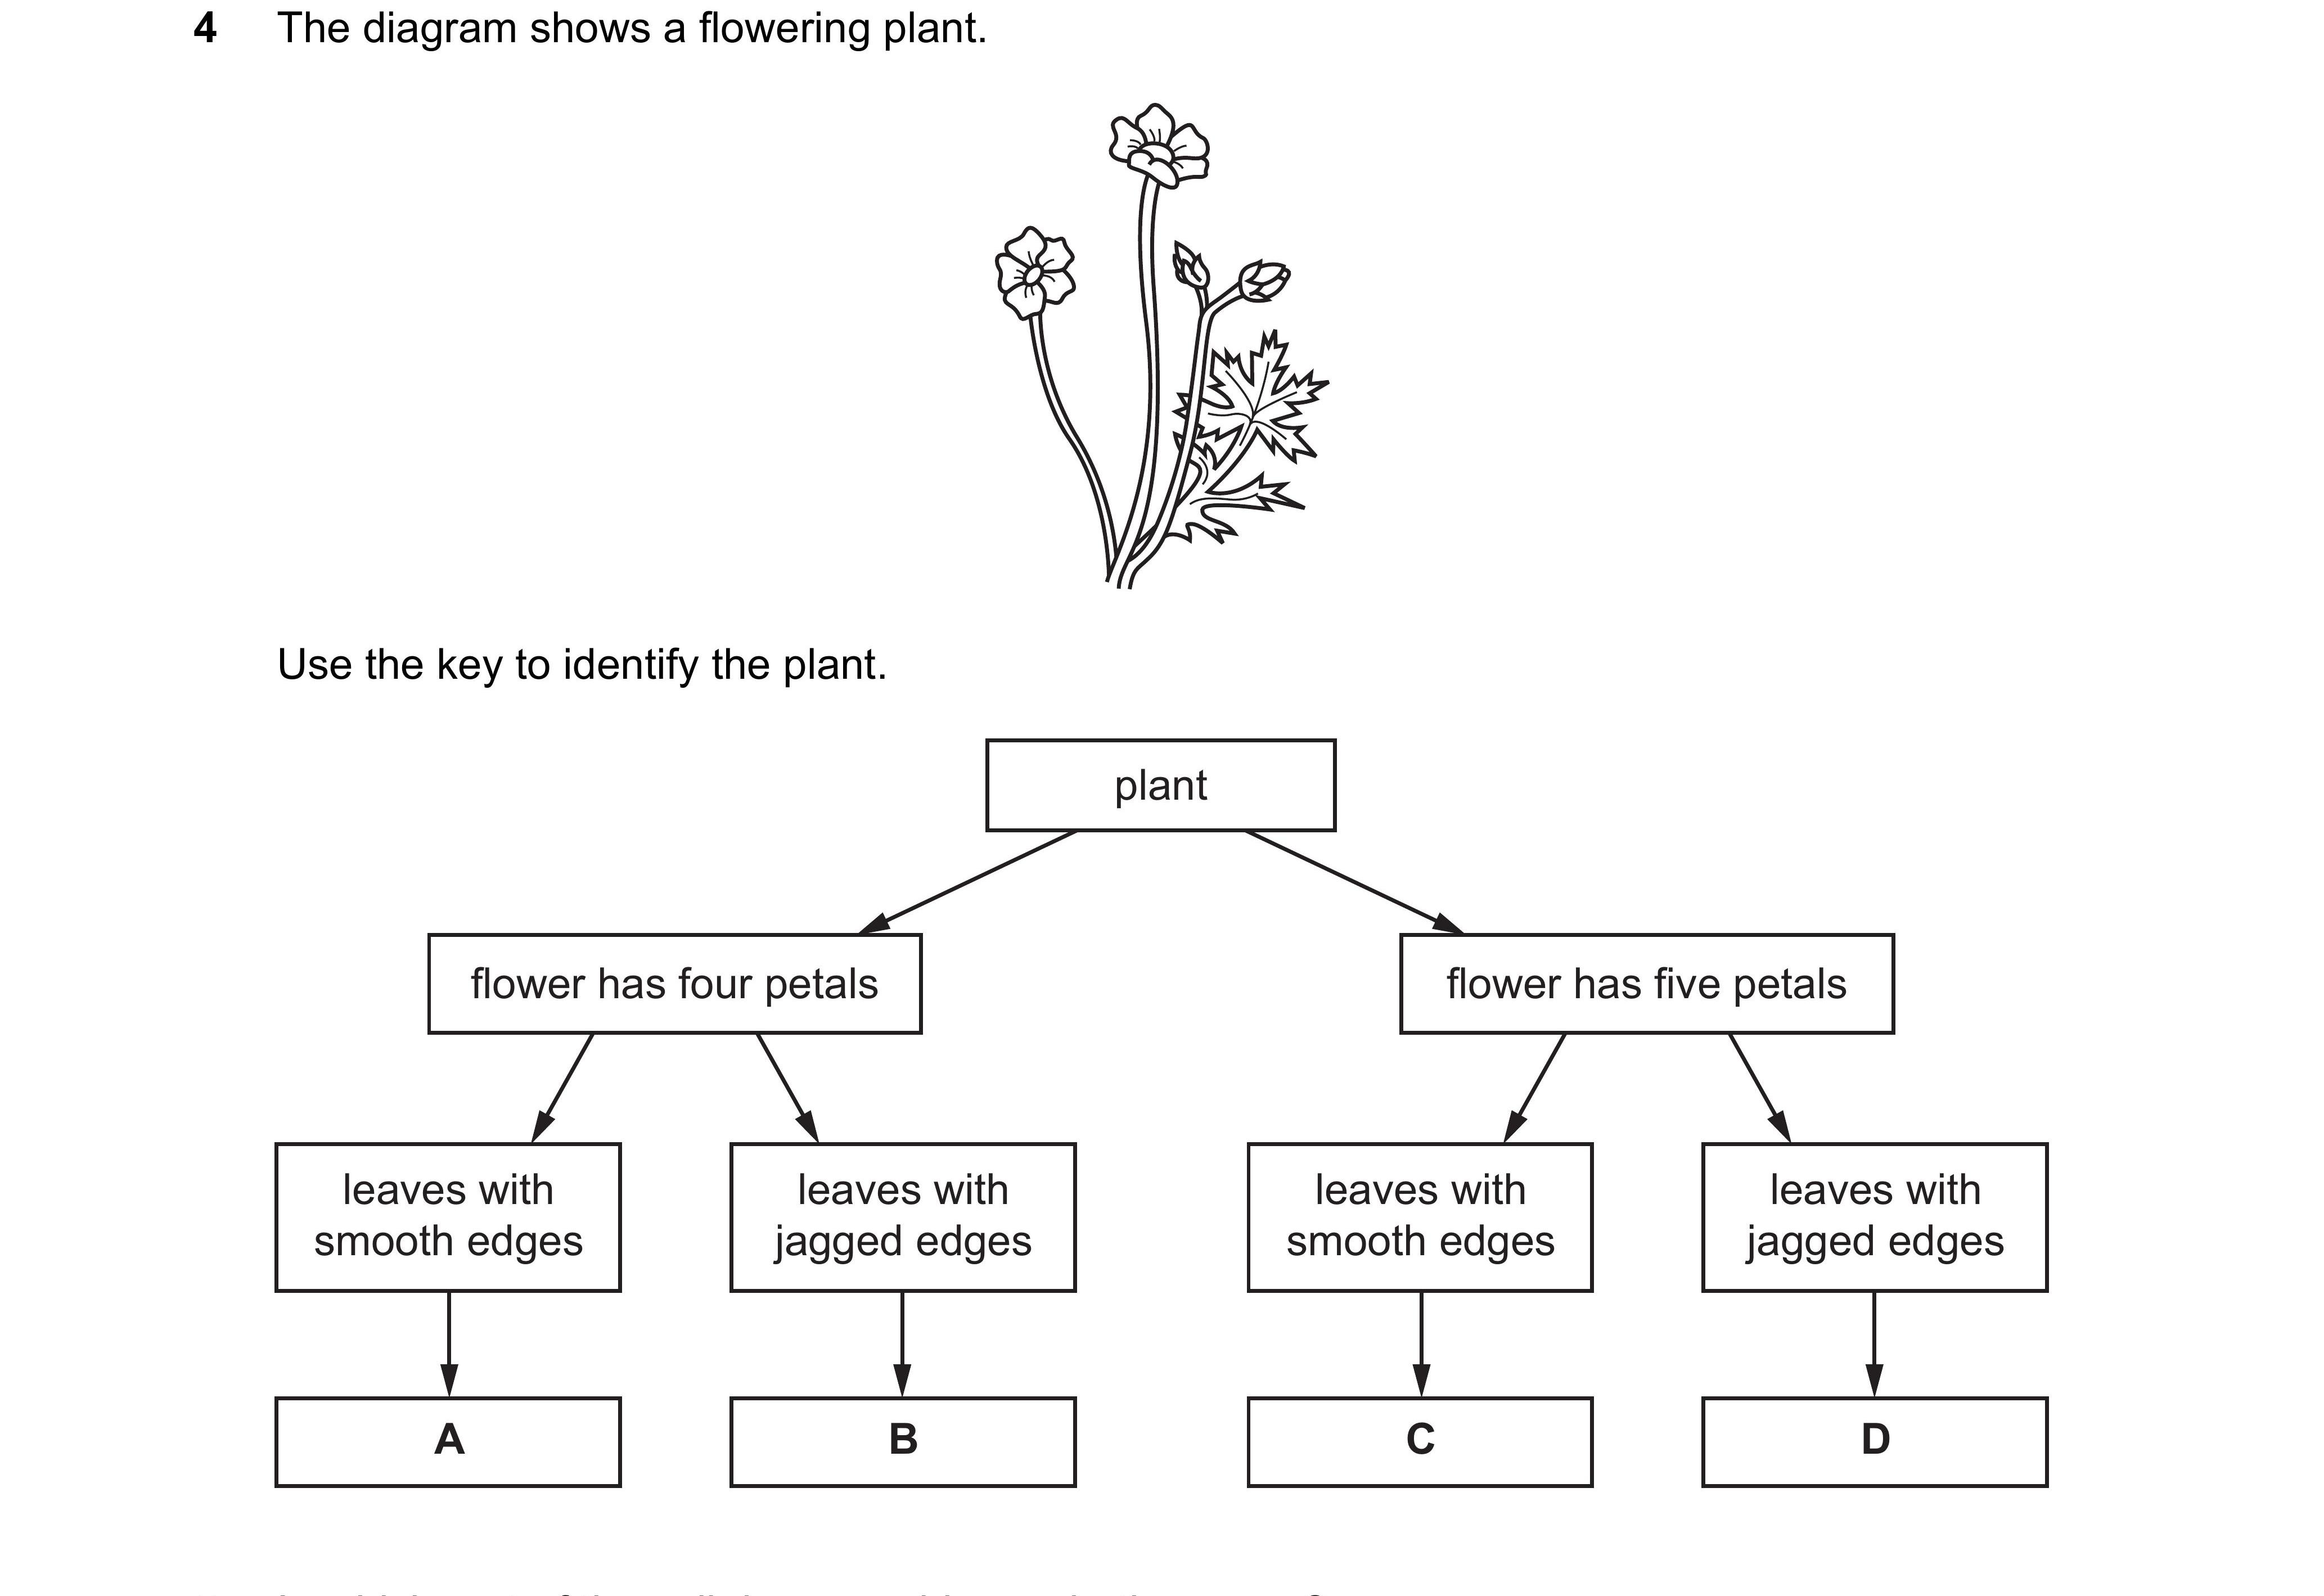 4 The diagram shows a flowering plant.
Use the key to identify the plant.
plant
flower has four petals
flower has five petals
leaves with
smooth edges
leaves with
jagged edges
leaves with
smooth edges
leaves with
jagged edges
A
B
C
D